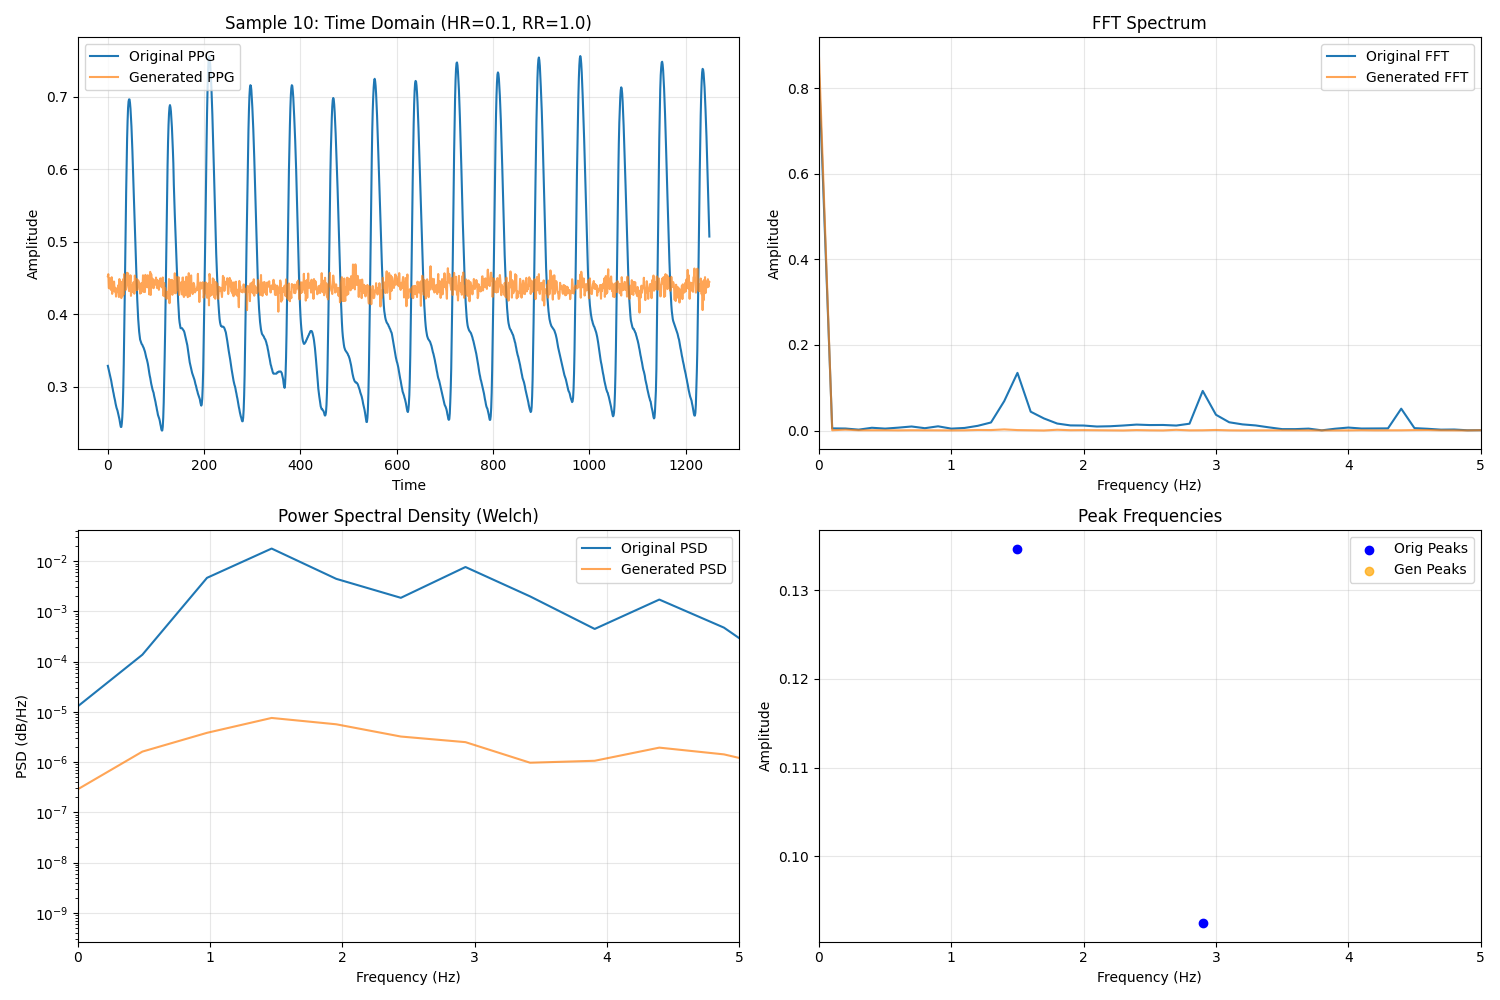 Sample 10: Time Domain (HR=0.1, RR=1.0)
Original PPG
Generated PPG
0.7
0.6
0.5
0.4
0.3
Amplitude
0
200
400
600
800
1000
1200
Time
FFT Spectrum
Original FFT
Generated FFT
0.8
0.6
0.4
0.2
0.0
Amplitude
0
1
2
3
4
5
Frequency (Hz)
Power Spectral Density (Welch)
Original PSD
Generated PSD
10⁻²
10⁻³
10⁻⁴
10⁻⁵
10⁻⁶
10⁻⁷
10⁻⁸
10⁻⁹
PSD (dB/Hz)
0
1
2
3
4
5
Frequency (Hz)
Peak Frequencies
Orig Peaks
Gen Peaks
0.13
0.12
0.11
0.10
Amplitude
0
1
2
3
4
5
Frequency (Hz)